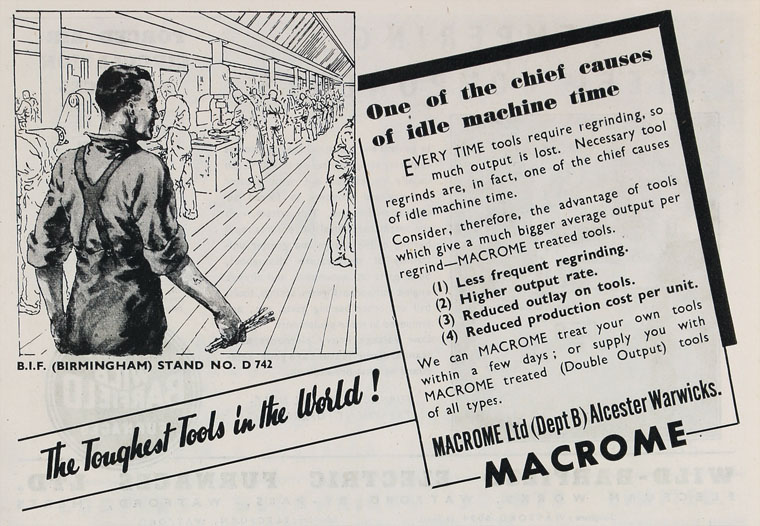 One of the chief causes
of idle machine time
EVERY TIME tools require regrinding, so
much output is lost. Necessary tool
regrinds are, in fact, one of the chief causes
of idle machine time.
Consider, therefore, the advantage of tools
which give a much bigger average output per
regrind—MACROME treated tools.
(1) Less frequent regrinding.
(2) Higher output rate.
(3) Reduced outlay on tools.
(4) Reduced production cost per unit.
We can MACROME treat your own tools
within a few days; or supply you with
MACROME treated (Double Output) tools
of all types.
MACROME Ltd (Dept B) Alcester Warwicks.
MACROME
B.I.F. (BIRMINGHAM) STAND NO. D 742
The Toughest Tools in the World!
WILD-BARFIELD ELECTRIC FURNACES LTD.